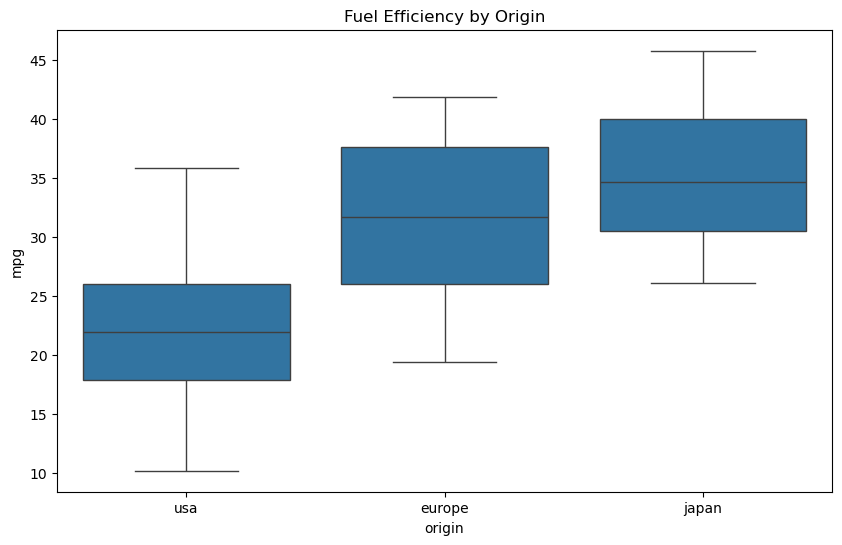 Fuel Efficiency by Origin
45
40
35
30
25
20
15
10
mpg
usa
europe
japan
origin